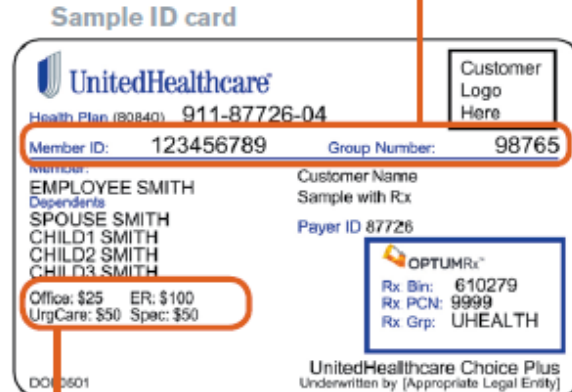 Sample ID card
UnitedHealthcare
Customer
Logo
Here
Health Plan (80840) 911-87726-04
Member ID: 123456789 Group Number: 98765
Member:
EMPLOYEE SMITH
Dependents
SPOUSE SMITH
CHILD1 SMITH
CHILD2 SMITH
CHILD3 SMITH
Customer Name
Sample with Rx
Payer ID 87726
OPTUMRx™
Rx Bin: 610279
Rx PCN: 9999
Rx Grp: UHEALTH
Office: $25 ER: $100
UrgCare: $50 Spec: $50
UnitedHealthcare Choice Plus
Underwritten by [Appropriate Legal Entity]